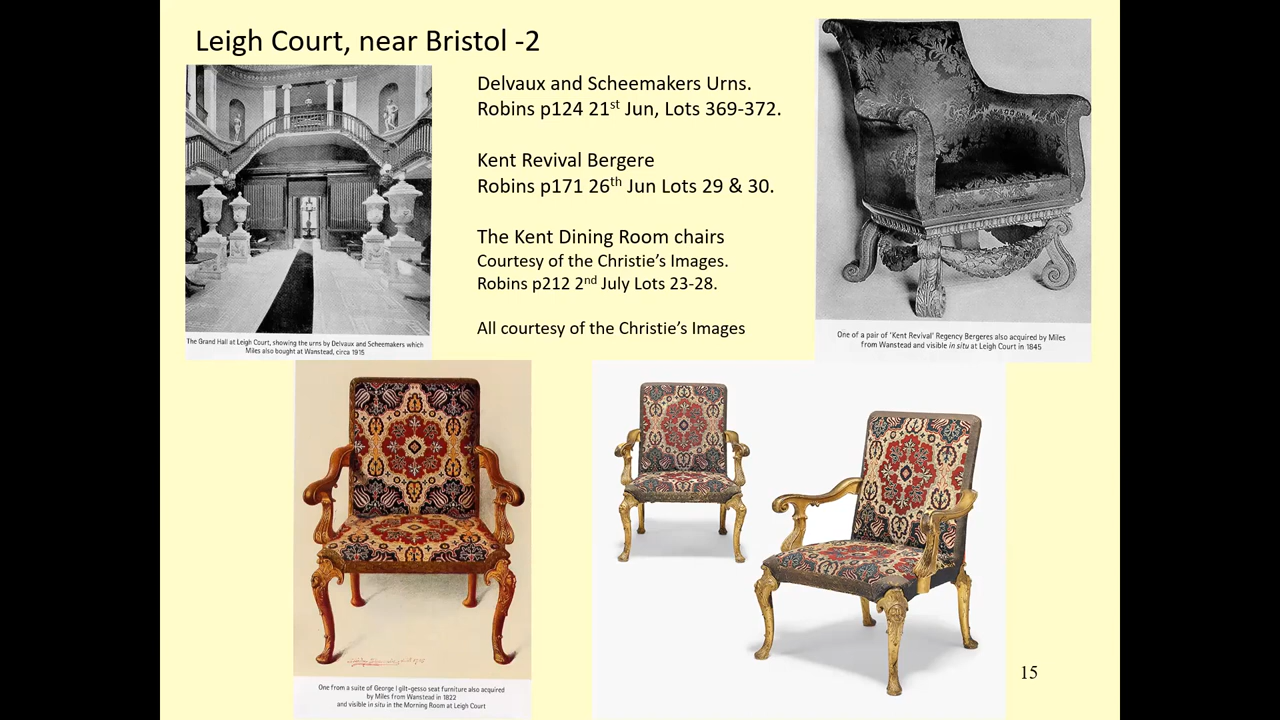 Leigh Court, near Bristol -2
Delvaux and Scheemakers Urns.
Robins p124 21st Jun, Lots 369-372.
Kent Revival Bergere
Robins p171 26th Jun Lots 29 & 30.
The Kent Dining Room chairs
Courtesy of the Christie's Images.
Robins p212 2nd July Lots 23-28.
All courtesy of the Christie's Images
The Grand Hall at Leigh Court, showing the urns by Delvaux and Scheemakers which
Miles also bought at Wanstead, circa 1915
One of a pair of 'Kent Revival' Regency Bergeres also acquired by Miles
from Wanstead and visible in situ at Leigh Court in 1845
One from a suite of George I gilt-gesso seat furniture also acquired
by Miles from Wanstead in 1822
and visible in situ in the Morning Room at Leigh Court
15